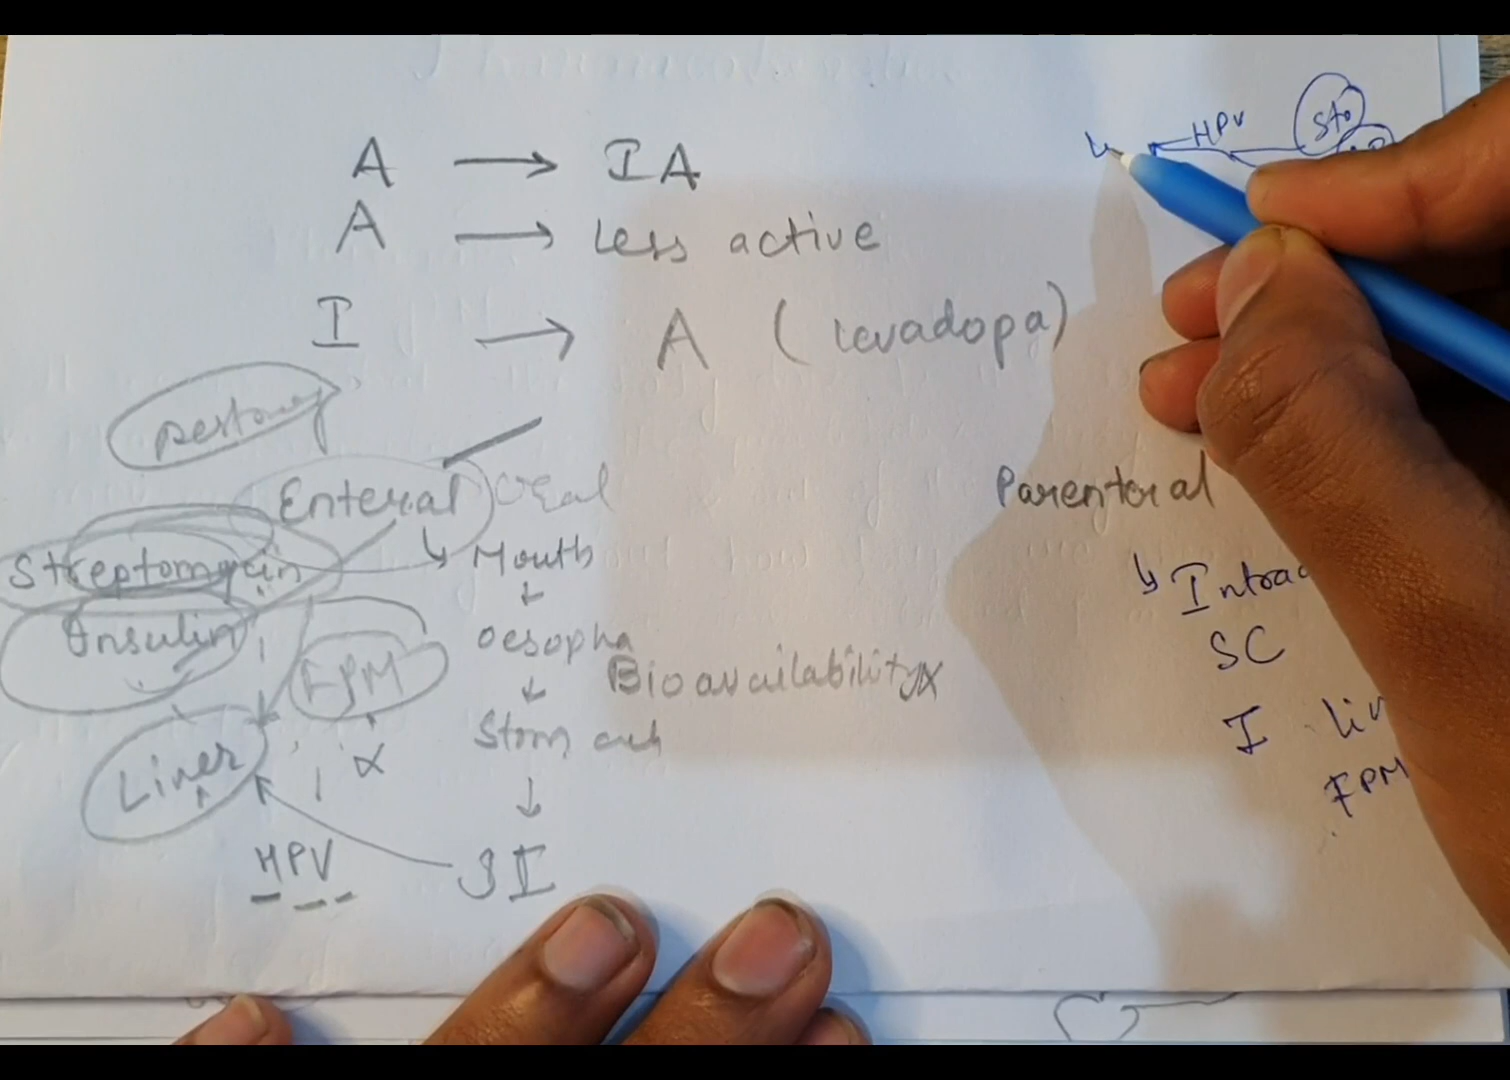 HPV Sto
A → IA
A → Less active
I → A (levadopa)
Enteral Oral
Parenteral
Streptomycin
Mouth
Insulin
Oesopha
SC
FPM
Bioavailability
Stomach
I Liv
Liver
FPM
HPV
SI